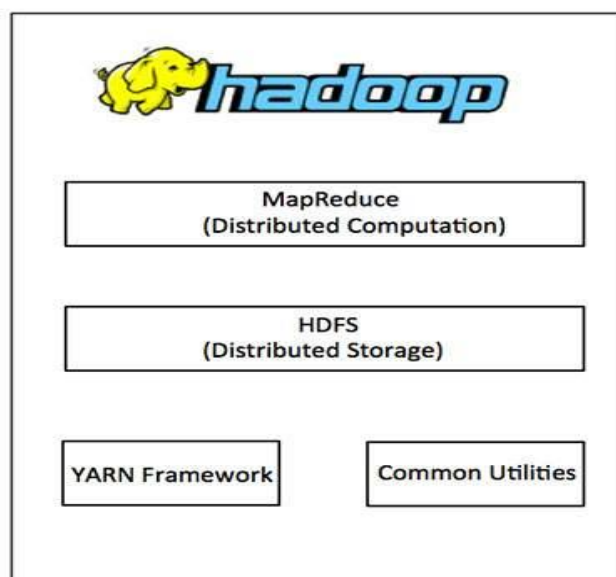 hadoop
MapReduce
(Distributed Computation)
HDFS
(Distributed Storage)
YARN Framework
Common Utilities